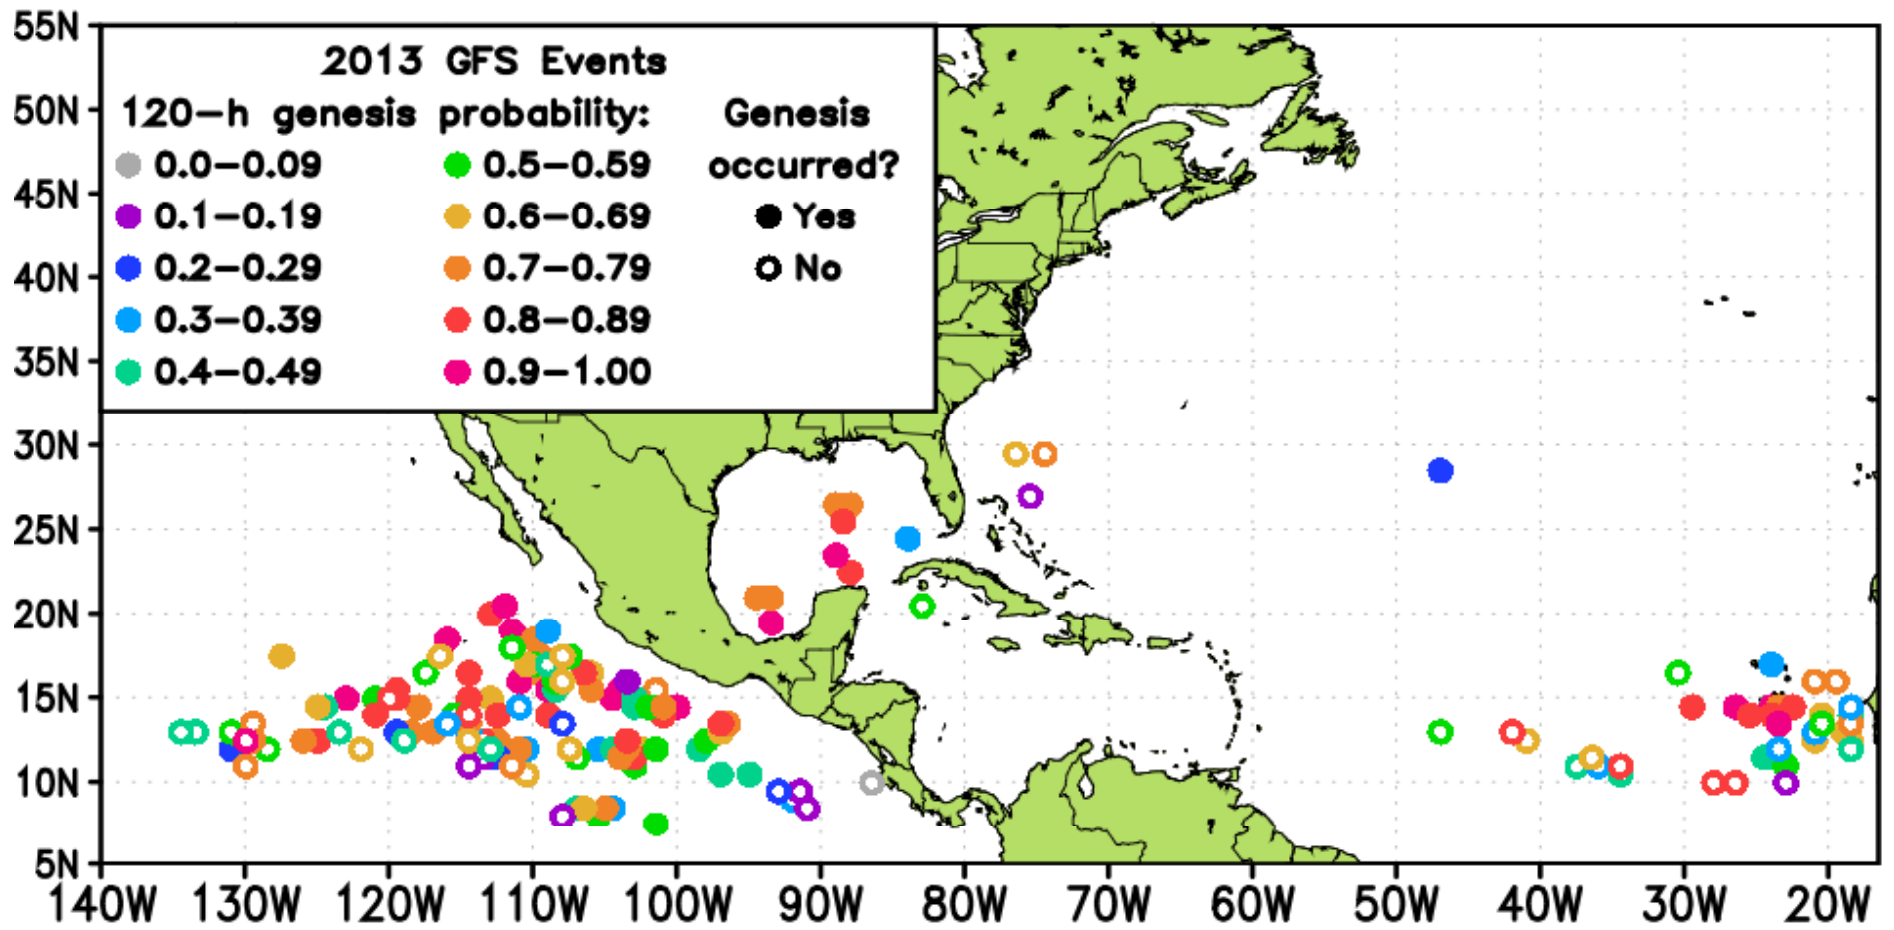 2013 GFS Events
120-h genesis probability:
0.0-0.09
0.1-0.19
0.2-0.29
0.3-0.39
0.4-0.49
0.5-0.59
0.6-0.69
0.7-0.79
0.8-0.89
0.9-1.00
Genesis
occurred?
Yes
No
55N
50N
45N
40N
35N
30N
25N
20N
15N
10N
5N
140W 130W 120W 110W 100W 90W 80W 70W 60W 50W 40W 30W 20W